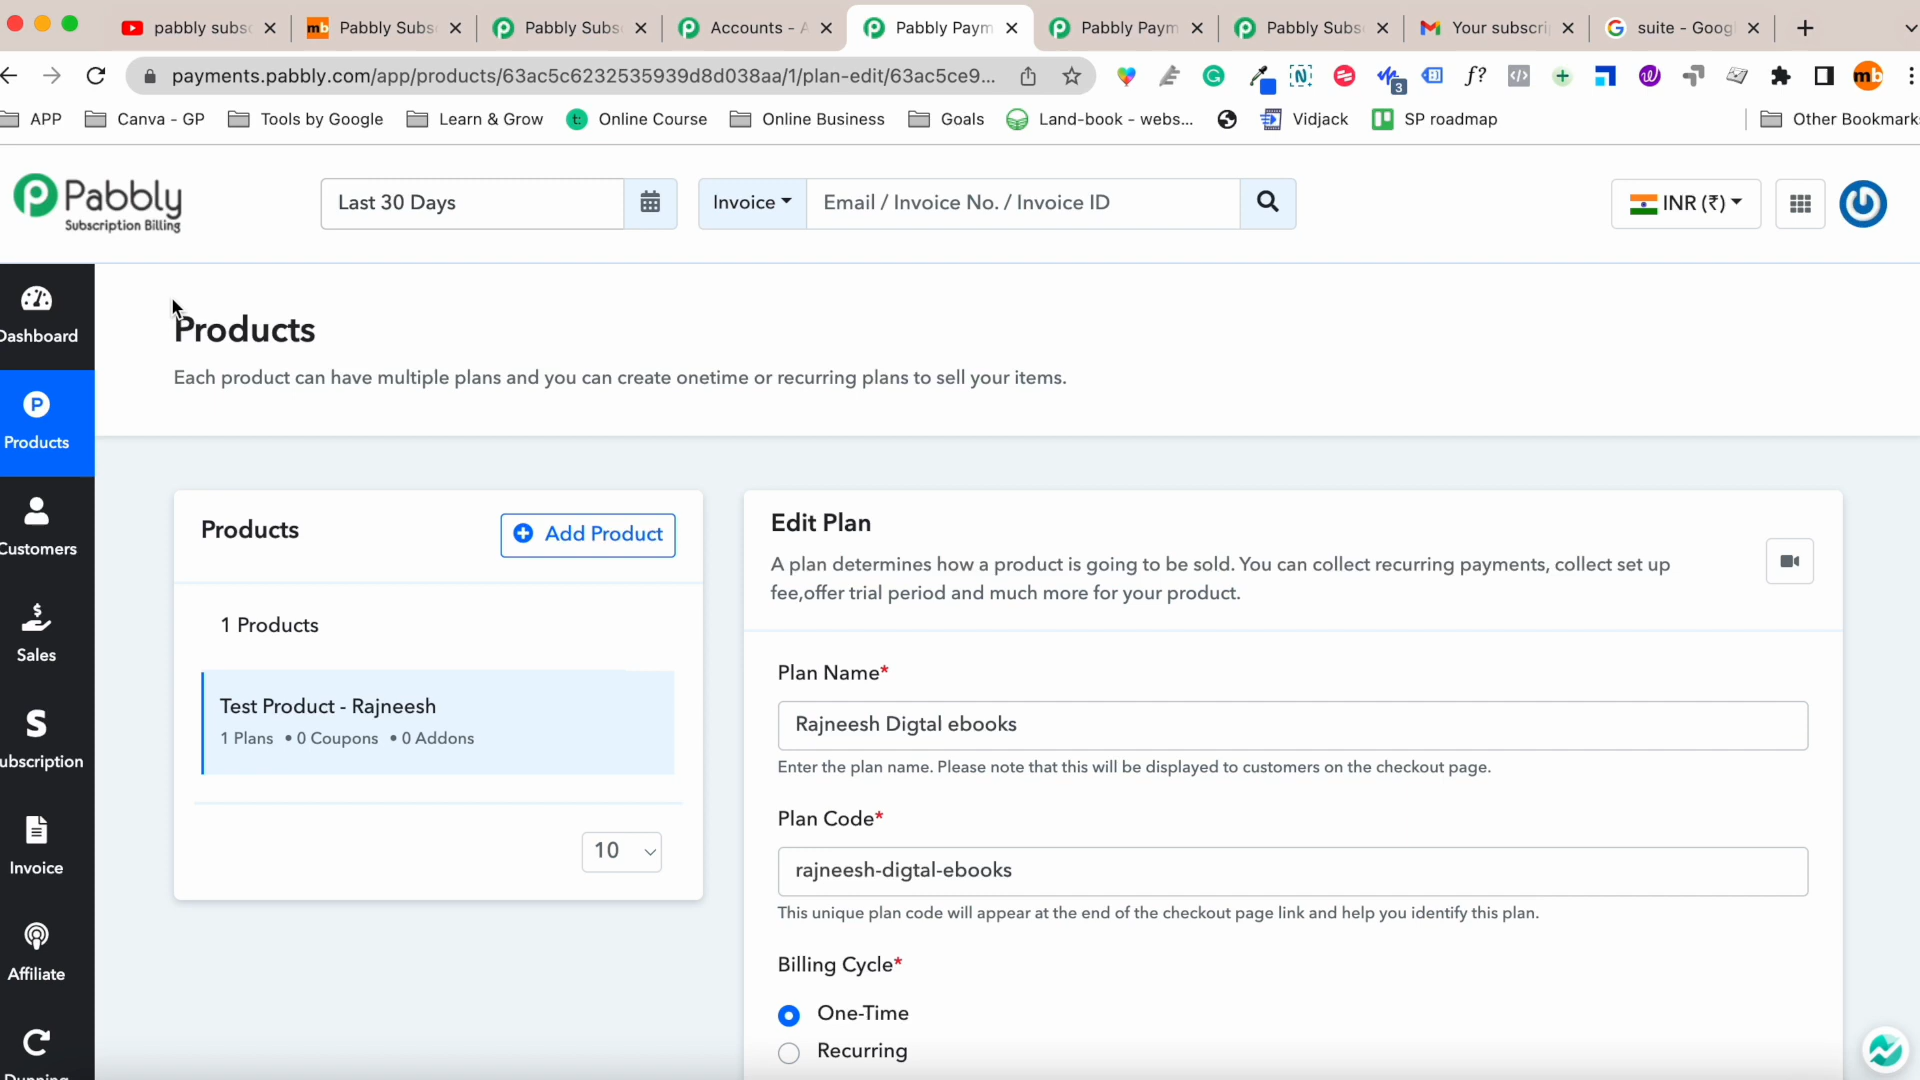 pabbly subs
Pabbly Subs
Pabbly Subs
Accounts - A
Pabbly Paym
Pabbly Paym
Pabbly Subs
Your subscri
suite - Goog
payments.pabbly.com/app/products/63ac5c6232535939d8d038aa/1/plan-edit/63ac5ce9...
f?
3
mb
APP
Canva - GP
Tools by Google
Learn & Grow
Online Course
Online Business
Goals
Land-book - webs...
Vidjack
SP roadmap
Other Bookmark
Pabbly
Subscription Billing
Last 30 Days
Invoice
Email / Invoice No. / Invoice ID
INR (₹)
Dashboard
Products
Customers
Sales
ubscription
Invoice
Affiliate
Products
Each product can have multiple plans and you can create onetime or recurring plans to sell your items.
Products
Add Product
1 Products
Test Product - Rajneesh
1 Plans • 0 Coupons • 0 Addons
10
Edit Plan
A plan determines how a product is going to be sold. You can collect recurring payments, collect set up
fee,offer trial period and much more for your product.
Plan Name*
Rajneesh Digtal ebooks
Enter the plan name. Please note that this will be displayed to customers on the checkout page.
Plan Code*
rajneesh-digtal-ebooks
This unique plan code will appear at the end of the checkout page link and help you identify this plan.
Billing Cycle*
One-Time
Recurring